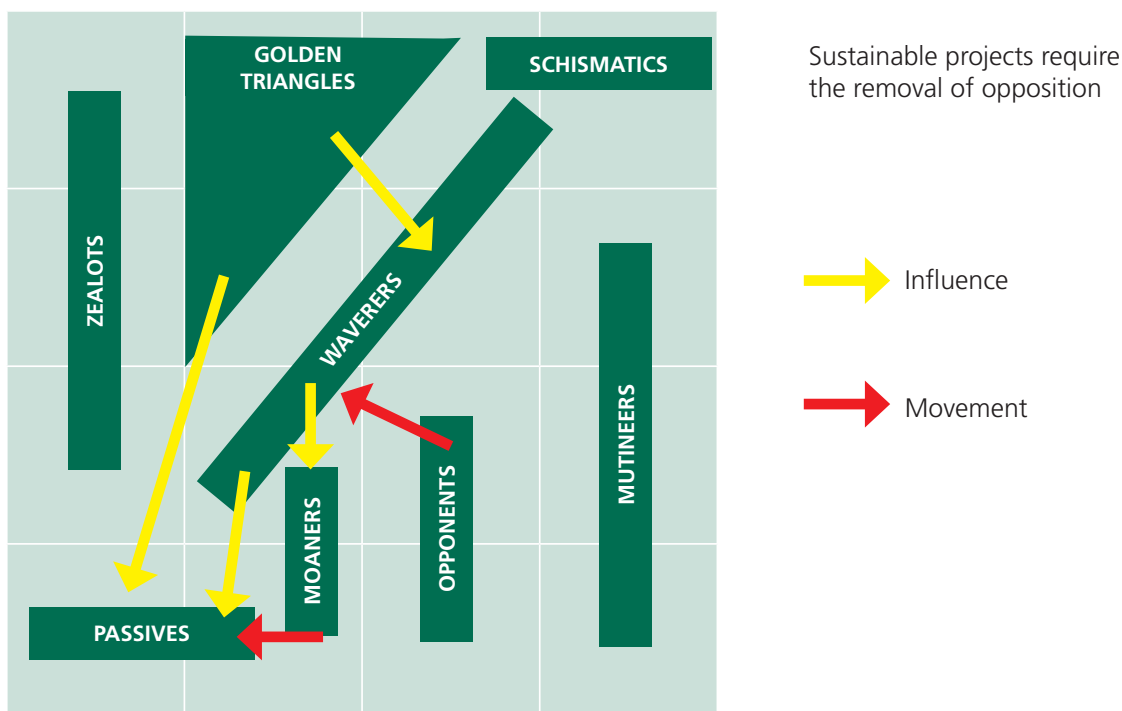 GOLDEN
TRIANGLES
SCHISMATICS
ZEALOTS
WAVERERS
MUTINEERS
MOANERS
OPPONENTS
PASSIVES
Sustainable projects require
the removal of opposition
Influence
Movement